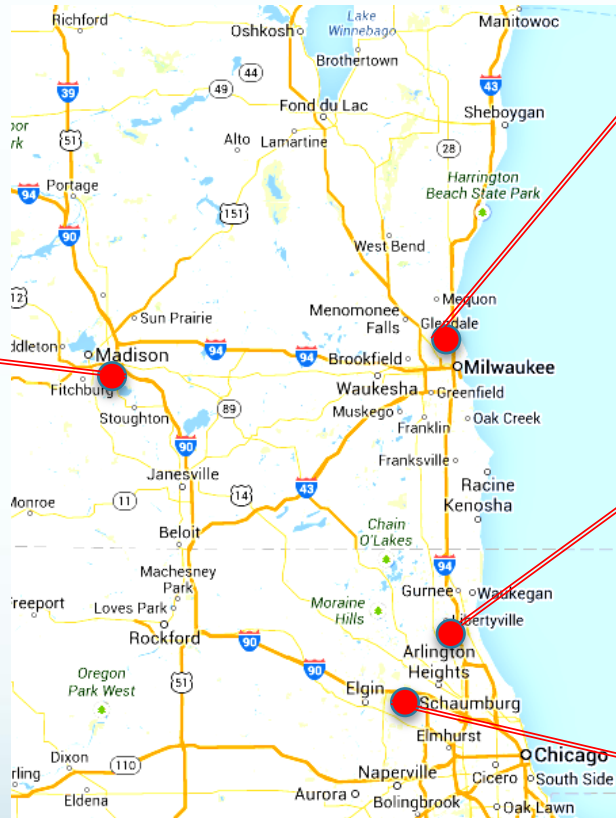 Richford
Lake
Winnebago
Manitowoc
Oshkosh
Brothertown
44
39
49
43
Fond du Lac
Sheboygan
51
Alto
Lamartine
28
Harrington
Beach State Park
Portage
94
151
90
West Bend
12
Mequon
Sun Prairie
Menomonee
Falls
Madison
94
94
Brookfield
Milwaukee
Fitchburg
Waukesha
Greenfield
89
Muskego
Oak Creek
Stoughton
Franklin
90
Franksville
Janesville
Racine
43
14
11
Kenosha
Monroe
Chain
O'Lakes
Beloit
94
Machesney
Park
Gurnee
Waukegan
Freeport
Loves Park
Moraine
Hills
Libertyville
Rockford
90
Arlington
Heights
90
Oregon
Park West
51
Elgin
Schaumburg
Elmhurst
Dixon
110
Chicago
Naperville
Cicero
South Side
Aurora
Eldena
Bolingbrook
Oak Lawn